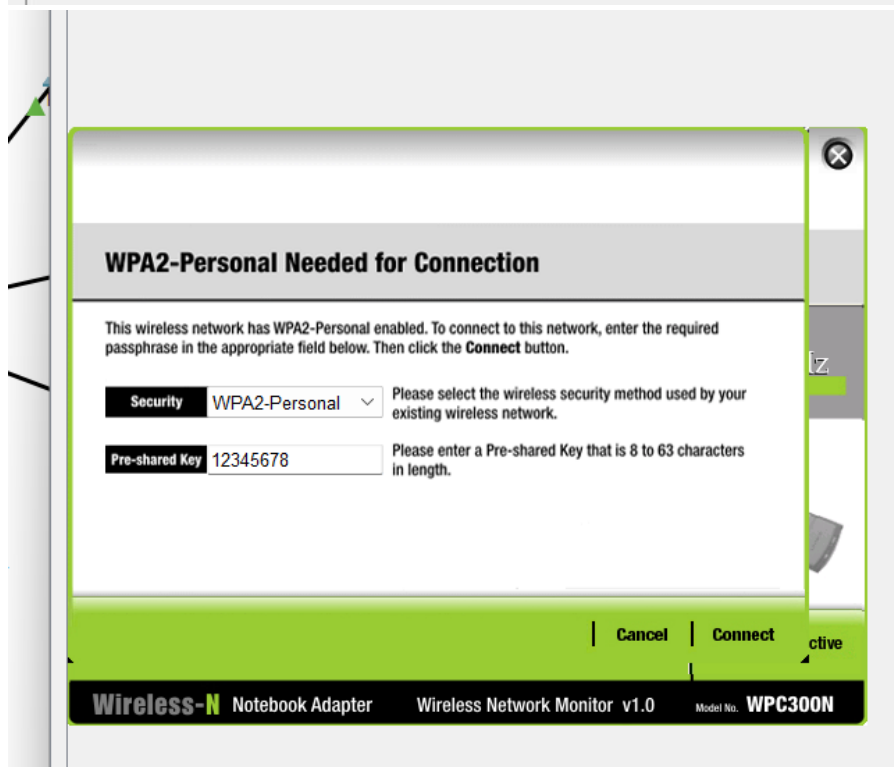 WPA2-Personal Needed for Connection
This wireless network has WPA2-Personal enabled. To connect to this network, enter the required
passphrase in the appropriate field below. Then click the Connect button.
Security WPA2-Personal Please select the wireless security method used by your
existing wireless network.
Pre-shared Key 12345678 Please enter a Pre-shared Key that is 8 to 63 characters
in length.
Cancel Connect
ctive
Wireless-N Notebook Adapter Wireless Network Monitor v1.0 Model No. WPC300N